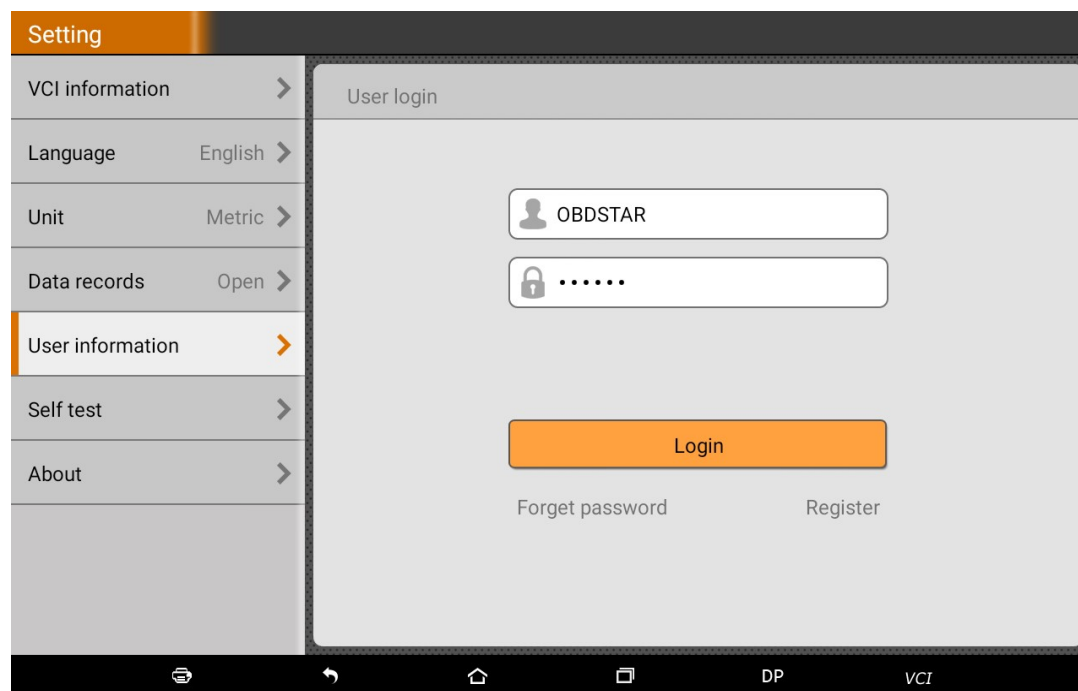 Setting
VCI information
Language English
Unit Metric
Data records Open
User information
Self test
About
User login
OBDSTAR
••••••
Login
Forget password Register
DP VCI